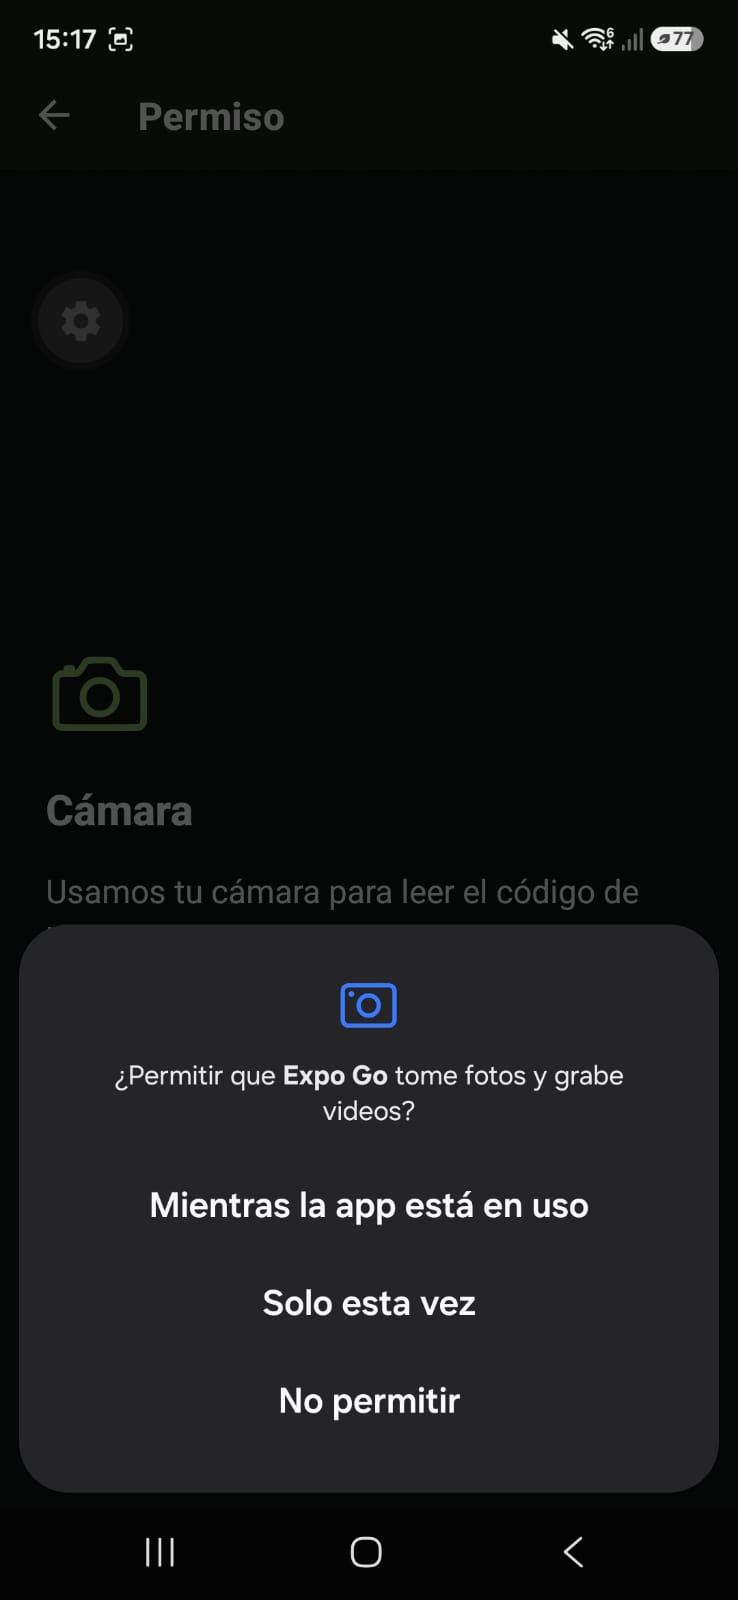 15:17
6
77
Permiso
Cámara
Usamos tu cámara para leer el código de
¿Permitir que Expo Go tome fotos y grabe
videos?
Mientras la app está en uso
Solo esta vez
No permitir